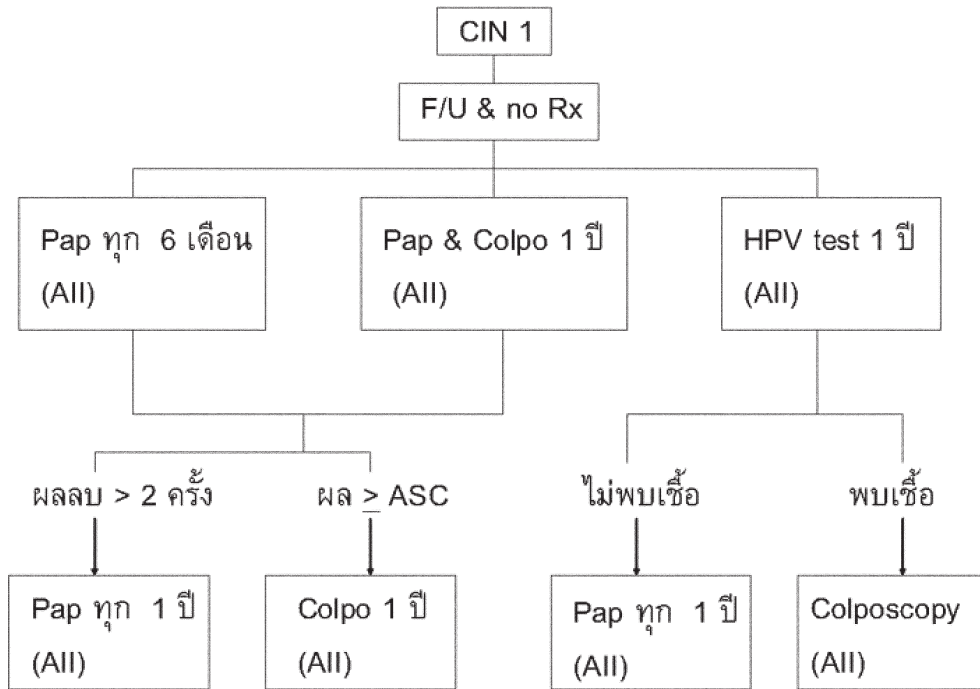 CIN 1
F/U & no Rx
Pap ทุก 6 เดือน
(AII)
Pap & Colpo 1 ปี
(AII)
HPV test 1 ปี
(AII)
ผลลบ > 2 ครั้ง
ผล ≥ ASC
ไม่พบเชื้อ
พบเชื้อ
Pap ทุก 1 ปี
(AII)
Colpo 1 ปี
(AII)
Pap ทุก 1 ปี
(AII)
Colposcopy
(AII)